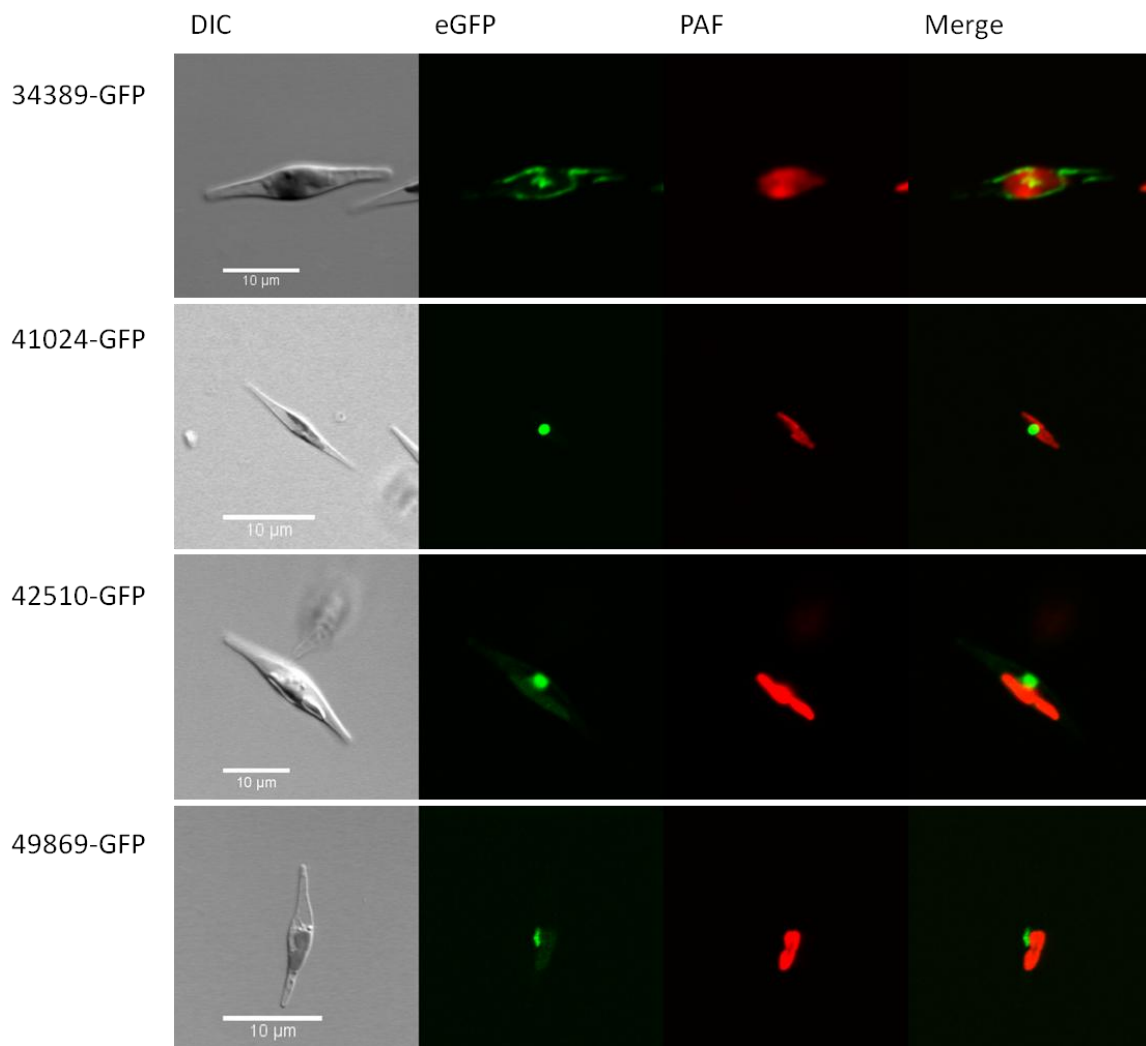 DIC eGFP PAF Merge
34389-GFP
10 µm
41024-GFP
10 µm
42510-GFP
10 µm
49869-GFP
10 µm